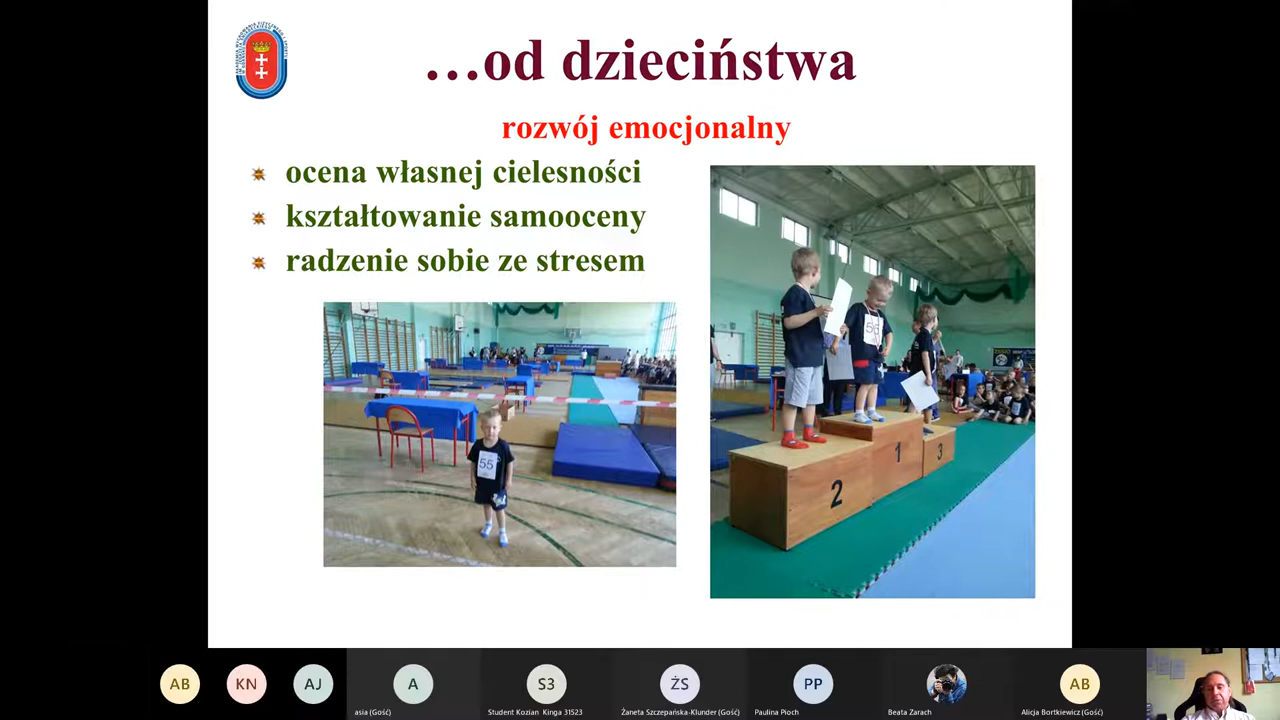 …od dzieciństwa
rozwój emocjonalny
ocena własnej cielesności
kształtowanie samooceny
radzenie sobie ze stresem
55
55
1
2
3
AB
KN
AJ
A
S3
ŻS
PP
AB
asia (Gość)
Student Kozian Kinga 31523
Żaneta Szczepańska-Klunder (Gość)
Paulina Pioch
Beata Zarach
Alicja Bortkiewicz (Gość)